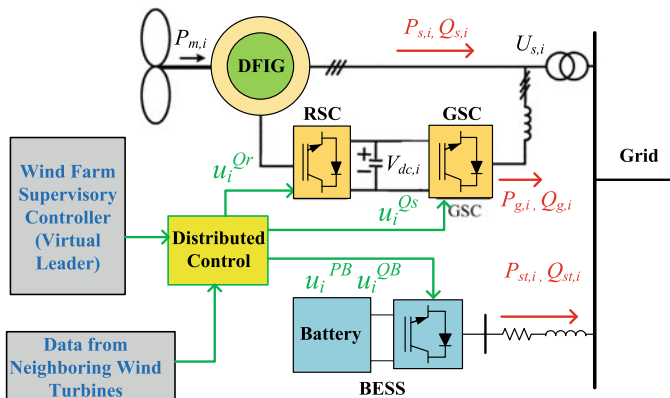 P_{m,i}
DFIG
P_{s,i}, Q_{s,i}
U_{s,i}
RSC
GSC
+
−
V_{dc,i}
Grid
P_{g,i}, Q_{g,i}
GSC
u_i^{Qr}
u_i^{Qs}
Wind Farm
Supervisory
Controller
(Virtual
Leader)
Distributed
Control
u_i^{PB} u_i^{QB}
P_{st,i}, Q_{st,i}
Battery
BESS
Data from
Neighboring Wind
Turbines